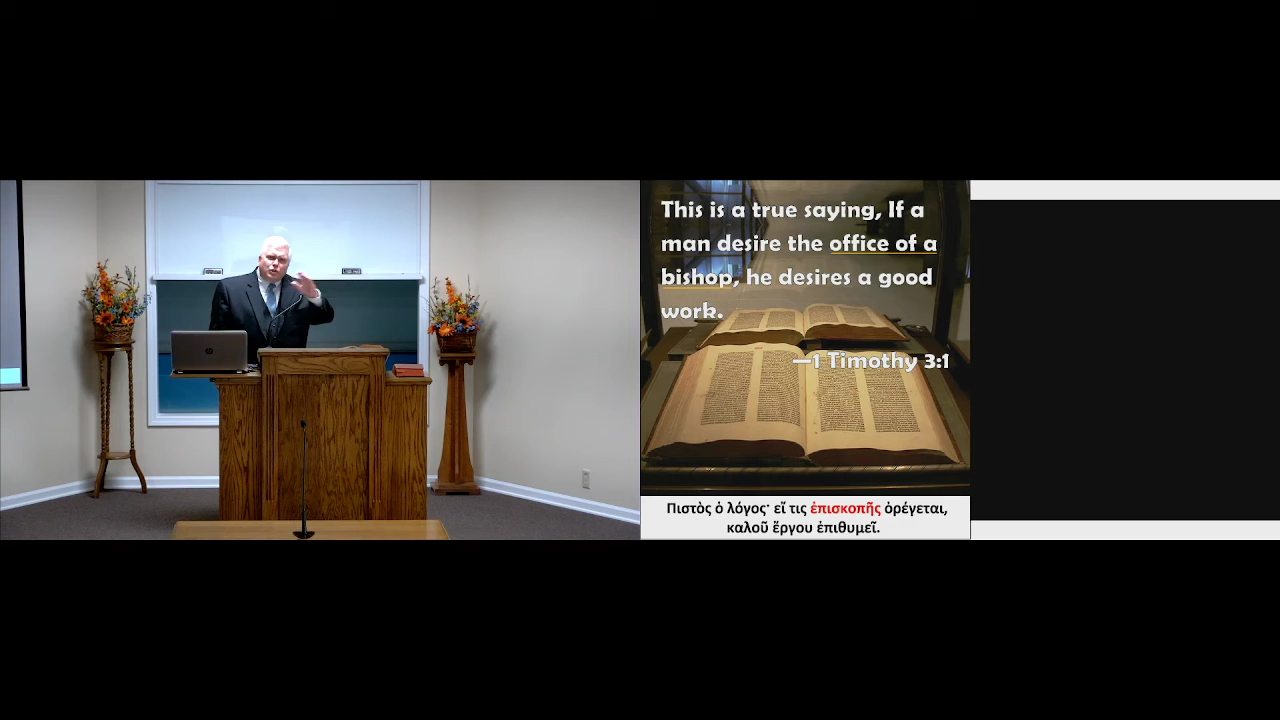 This is a true saying, If a
man desire the office of a
bishop, he desires a good
work.
—1 Timothy 3:1
Πιστὸς ὁ λόγος· εἴ τις ἐπισκοπῆς ὀρέγεται,
καλοῦ ἔργου ἐπιθυμεῖ.